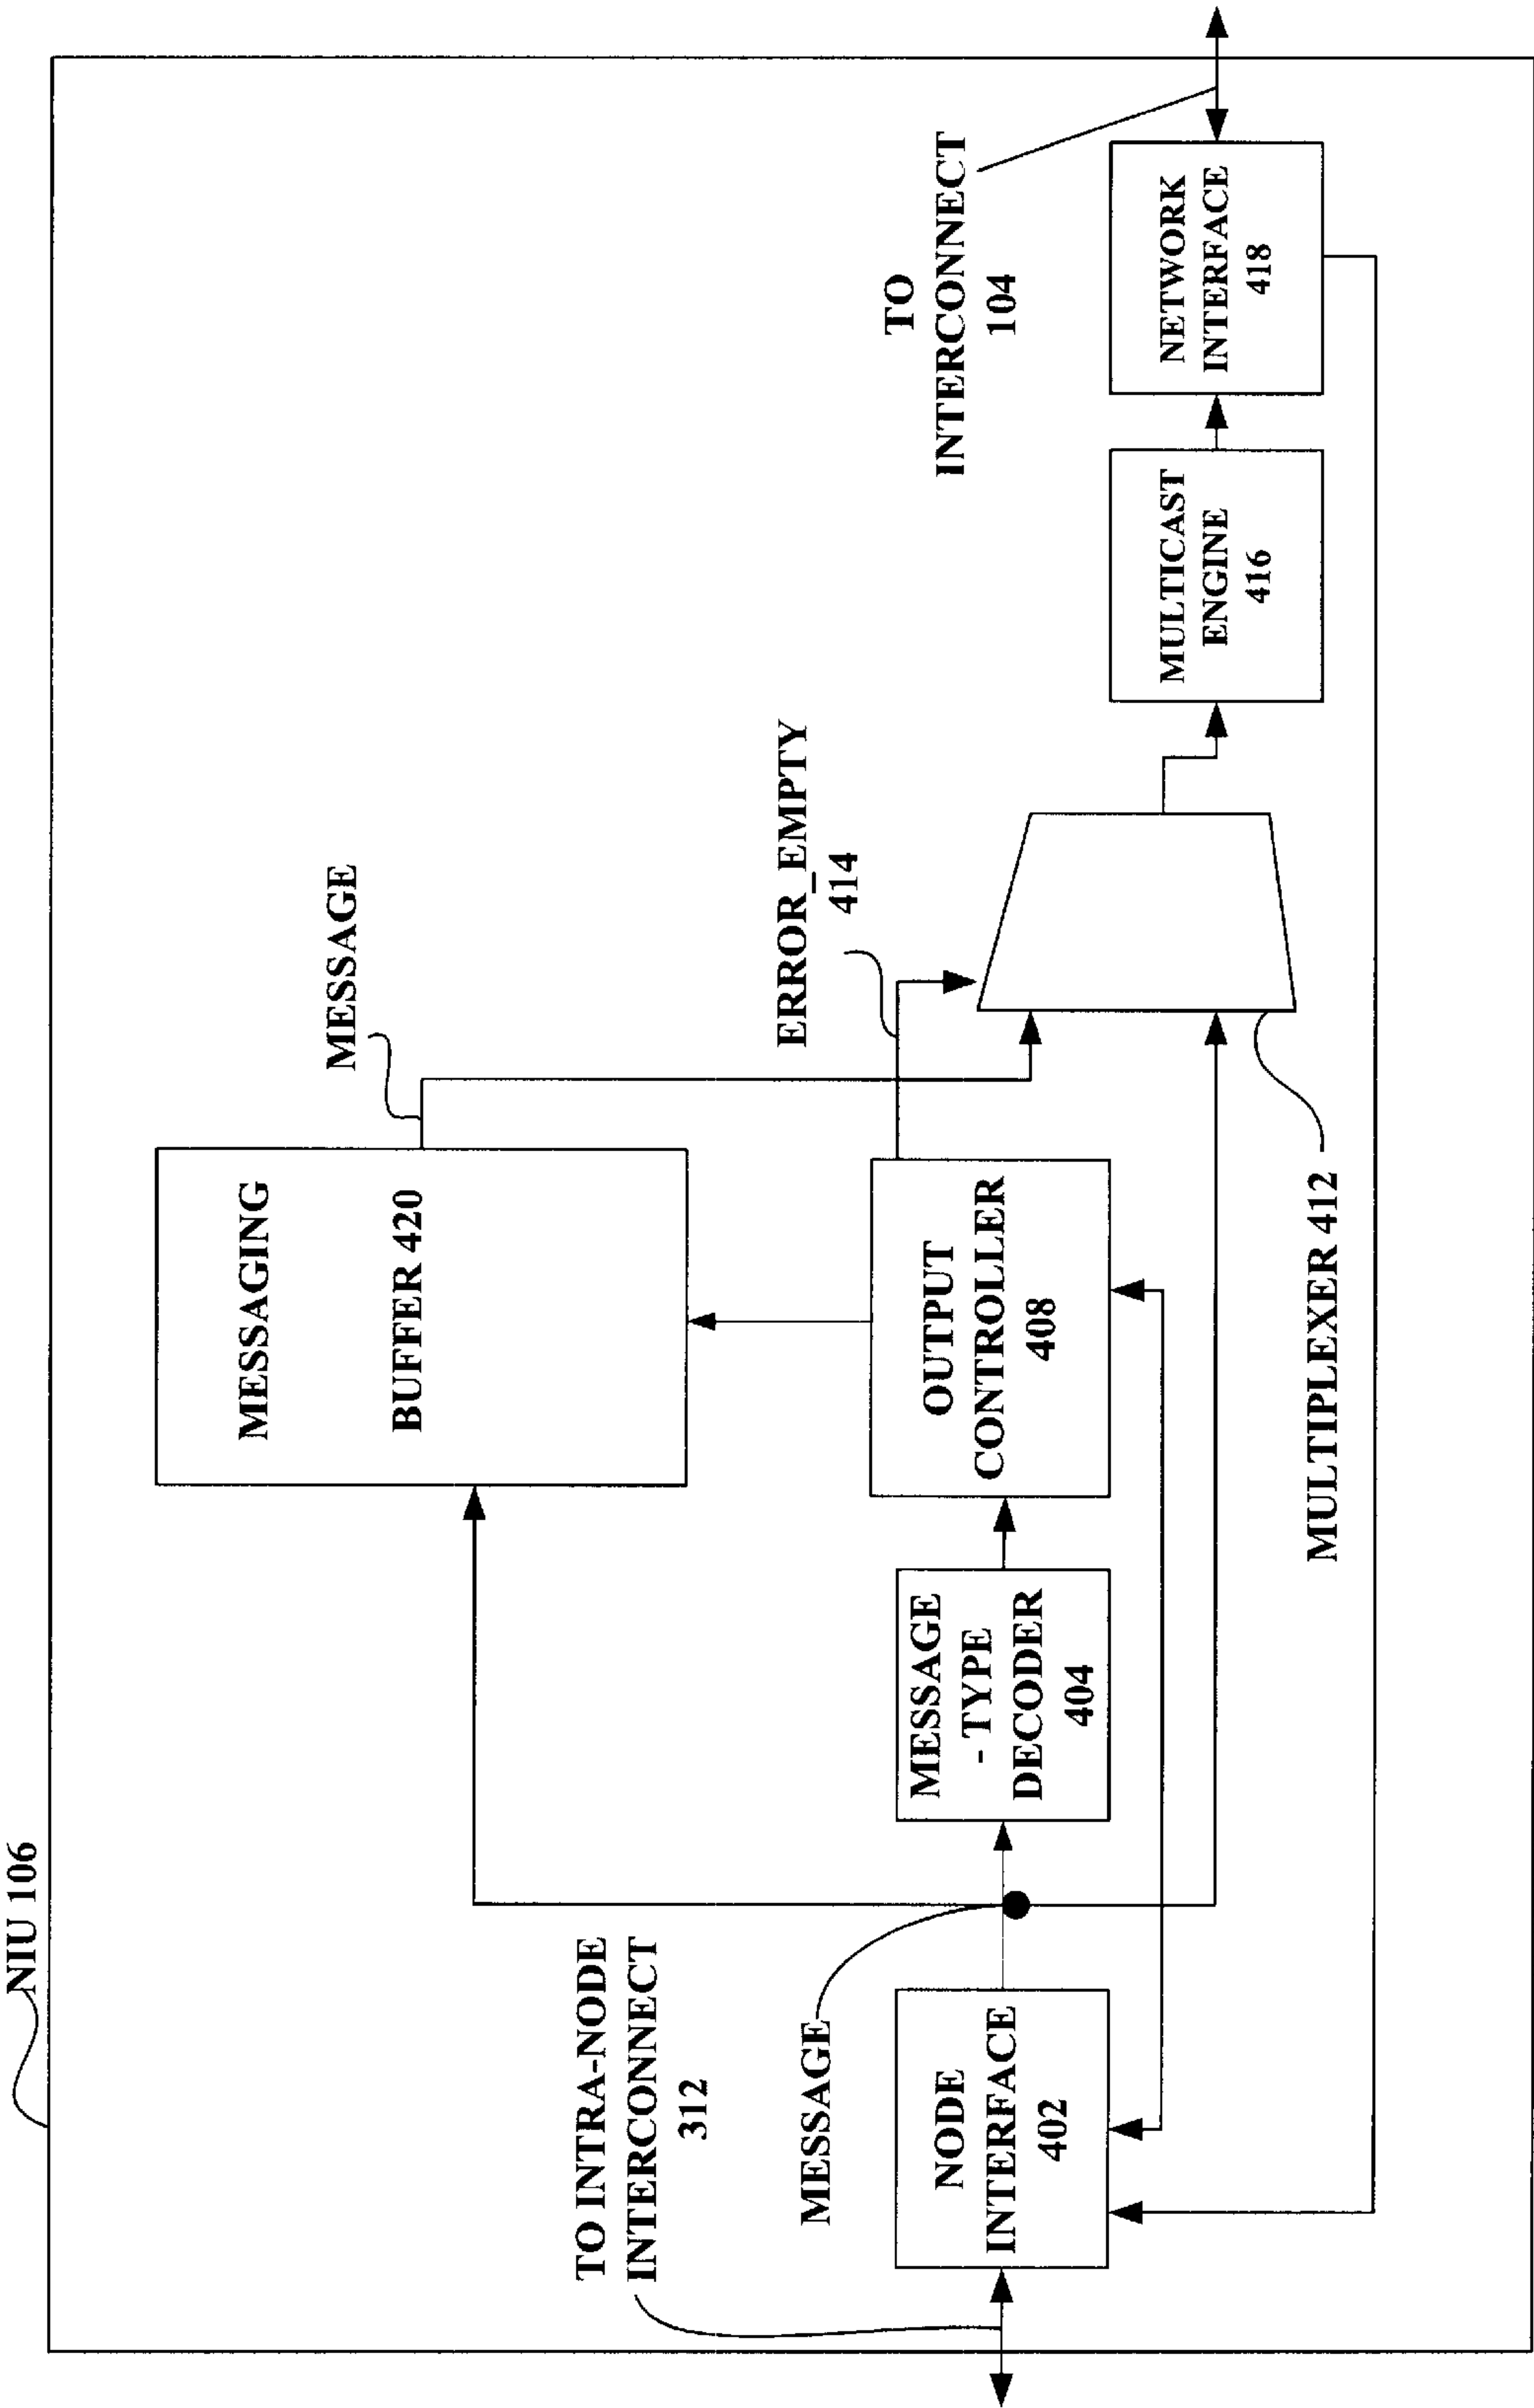 NIU 106
TO INTRA-NODE
INTERCONNECT
312
MESSAGE
NODE
INTERFACE
402
MESSAGE
- TYPE
DECODER
404
MESSAGING
BUFFER 420
OUTPUT
CONTROLLER
408
MESSAGE
ERROR_EMPTY
414
MULTIPLEXER 412
MULTICAST
ENGINE
416
TO
INTERCONNECT
104
NETWORK
INTERFACE
418